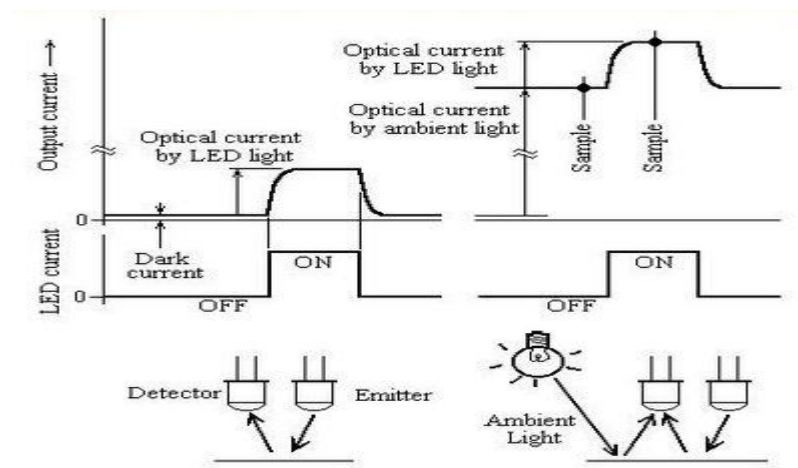 Output current
Optical current
by LED light
0
Dark
current
LED current
0
OFF
ON
Detector
Emitter
Optical current
by LED light
Optical current
by ambient light
Sample
Sample
OFF
ON
Ambient
Light